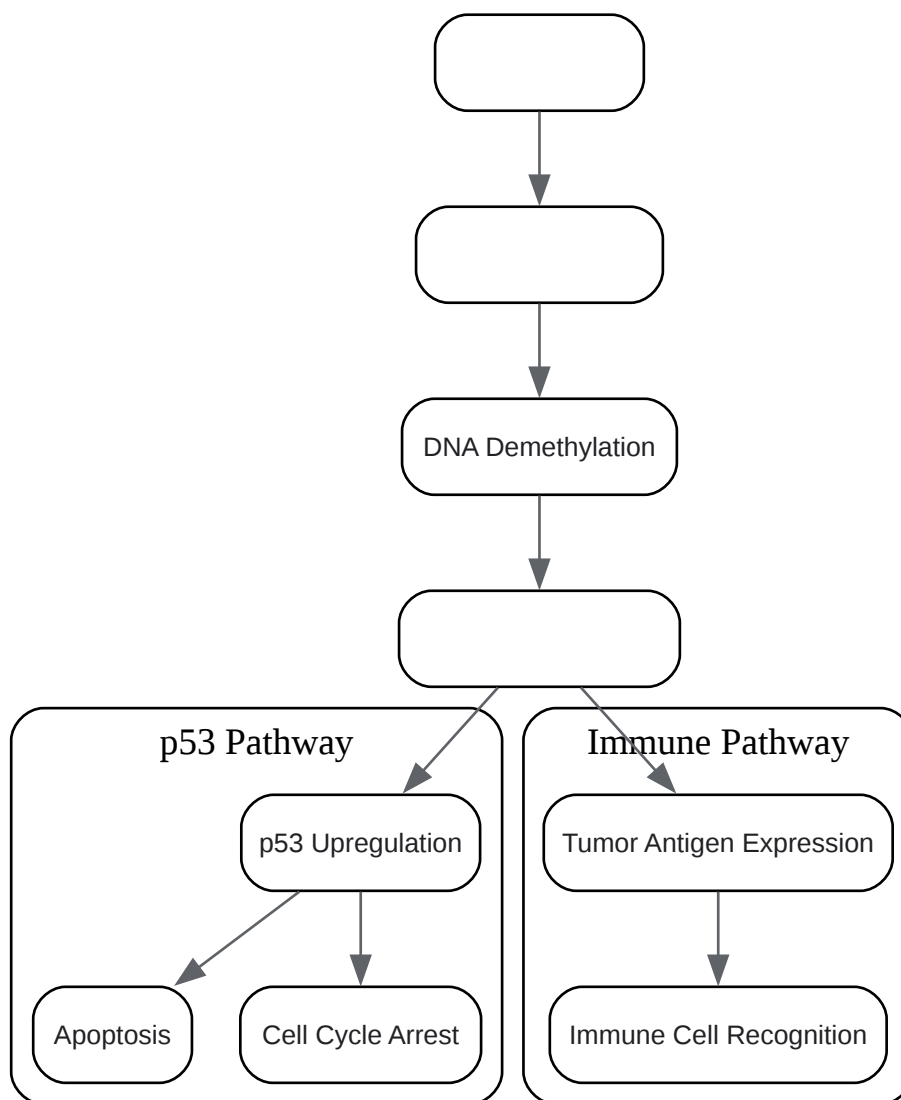 DNA Demethylation
p53 Pathway
Immune Pathway
p53 Upregulation
Tumor Antigen Expression
Apoptosis
Cell Cycle Arrest
Immune Cell Recognition